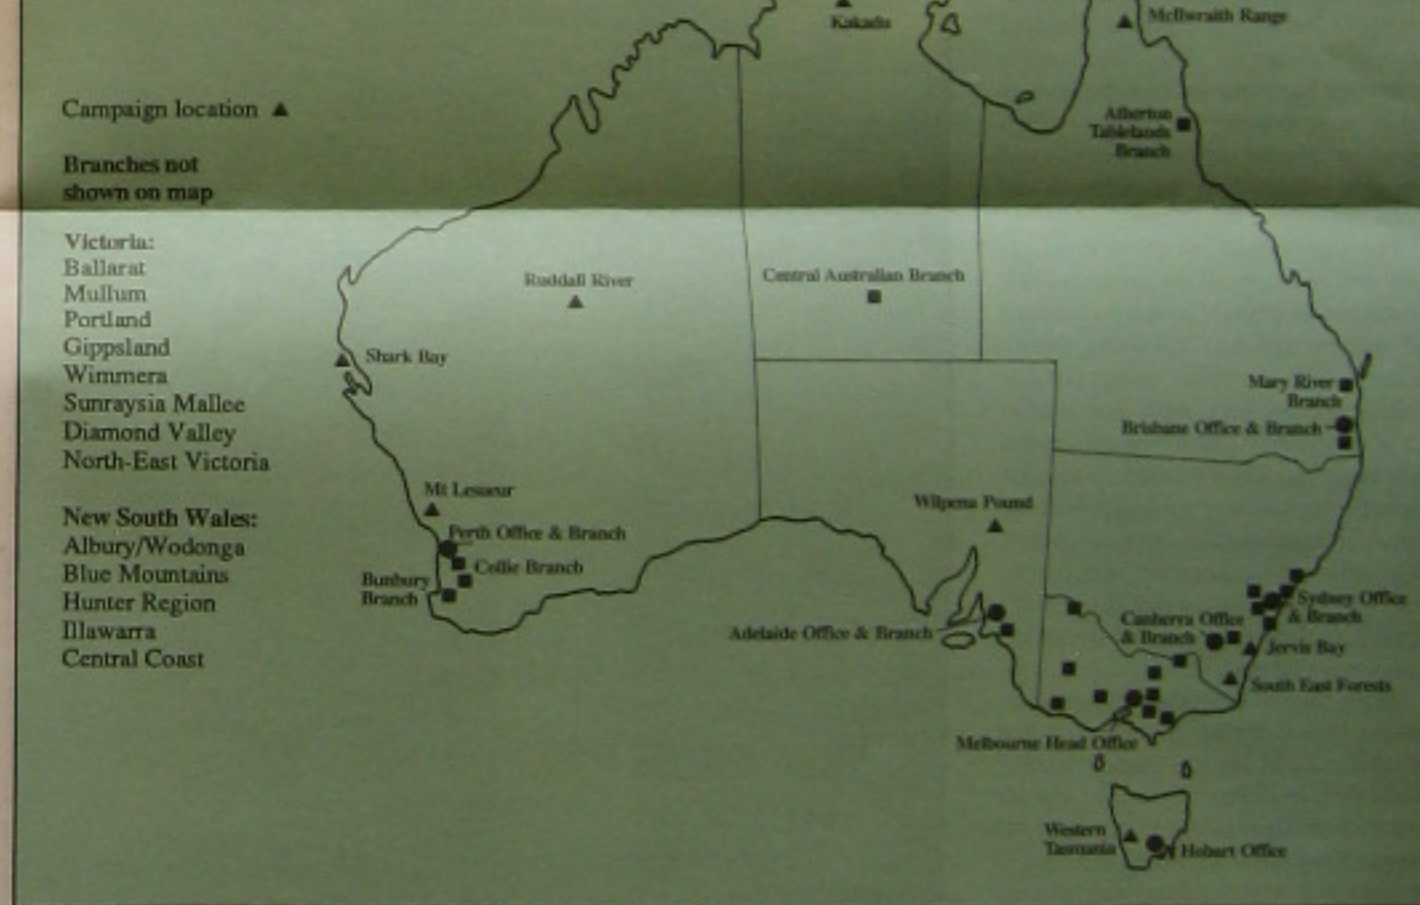 Kakadu
McIlwraith Range
Campaign location
Atherton
Tablelands
Branch
Branches not
shown on map
Victoria:
Ballarat
Mullum
Portland
Gippsland
Wimmera
Sunraysia Mallee
Diamond Valley
North-East Victoria
New South Wales:
Albury/Wodonga
Blue Mountains
Hunter Region
Illawarra
Central Coast
Ruddall River
Central Australian Branch
Shark Bay
Mary River
Branch
Brisbane Office & Branch
Mt Lesueur
Wilpena Pound
Perth Office & Branch
Collie Branch
Bunbury
Branch
Adelaide Office & Branch
Canberra Office
& Branch
Sydney Office
& Branch
Jervis Bay
South East Forests
Melbourne Head Office
Western
Tasmania
Hobart Office